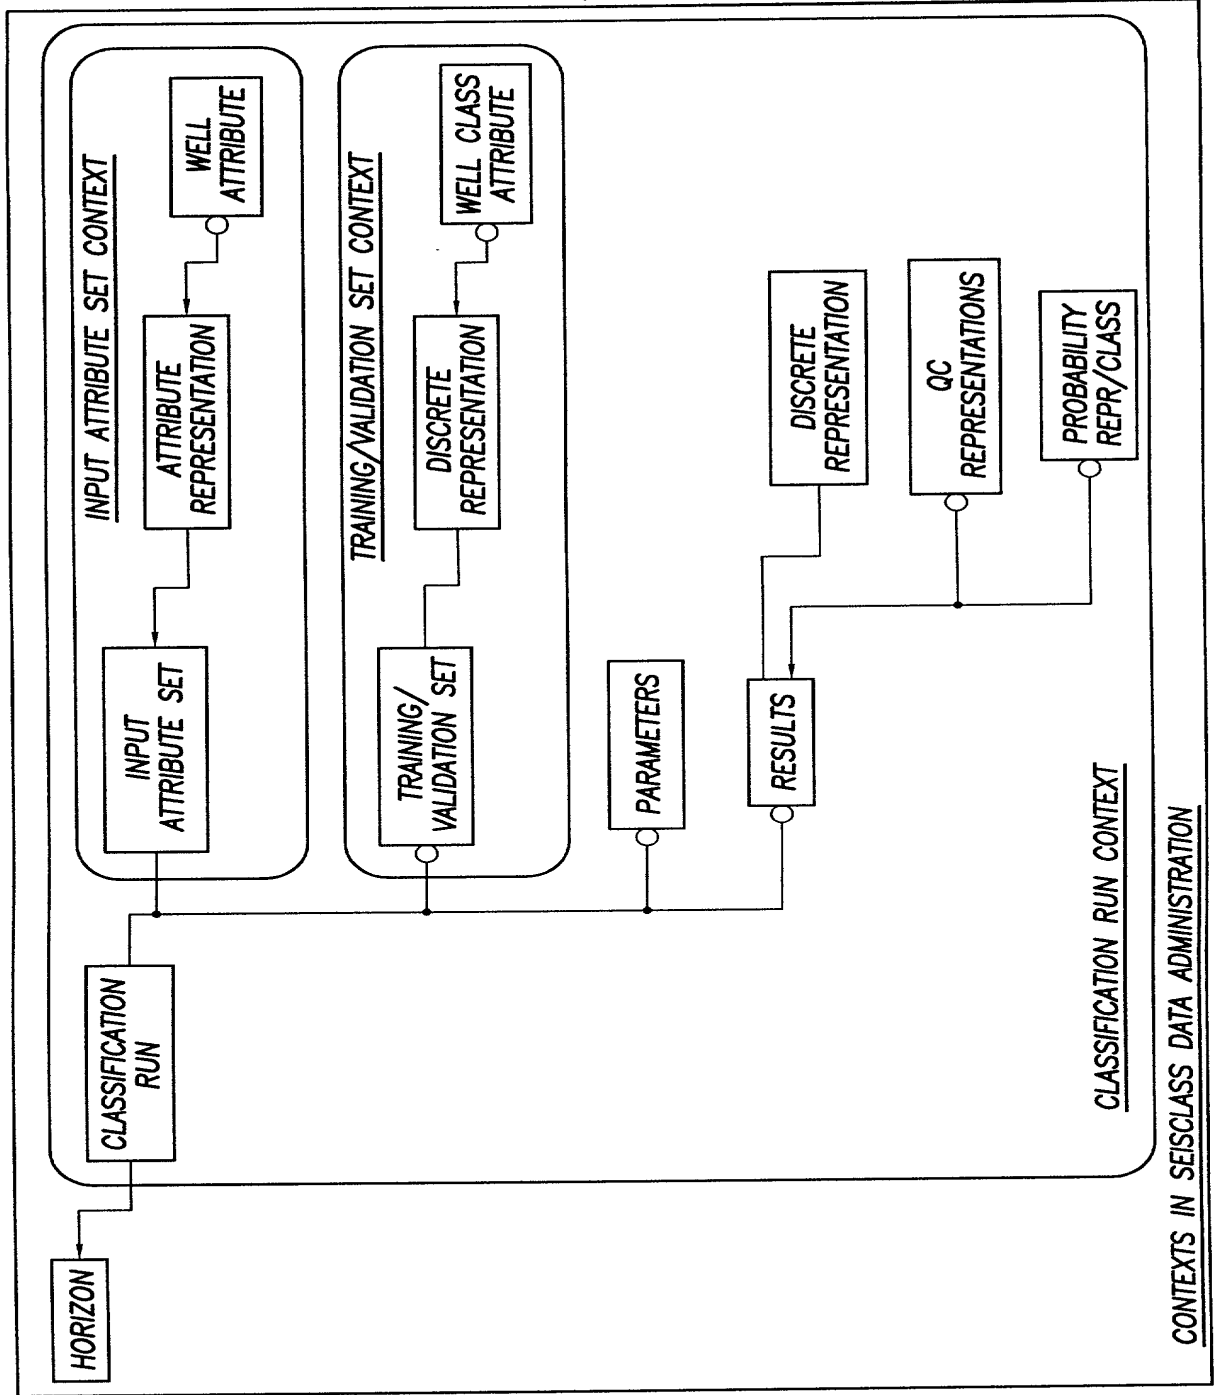 HORIZON
CLASSIFICATION
RUN
INPUT ATTRIBUTE SET CONTEXT
INPUT
ATTRIBUTE SET
ATTRIBUTE
REPRESENTATION
WELL
ATTRIBUTE
TRAINING/VALIDATION SET CONTEXT
TRAINING/
VALIDATION SET
DISCRETE
REPRESENTATION
WELL CLASS
ATTRIBUTE
PARAMETERS
RESULTS
DISCRETE
REPRESENTATION
QC
REPRESENTATIONS
PROBABILITY
REPR/CLASS
CLASSIFICATION RUN CONTEXT
CONTEXTS IN SEISCLASS DATA ADMINISTRATION